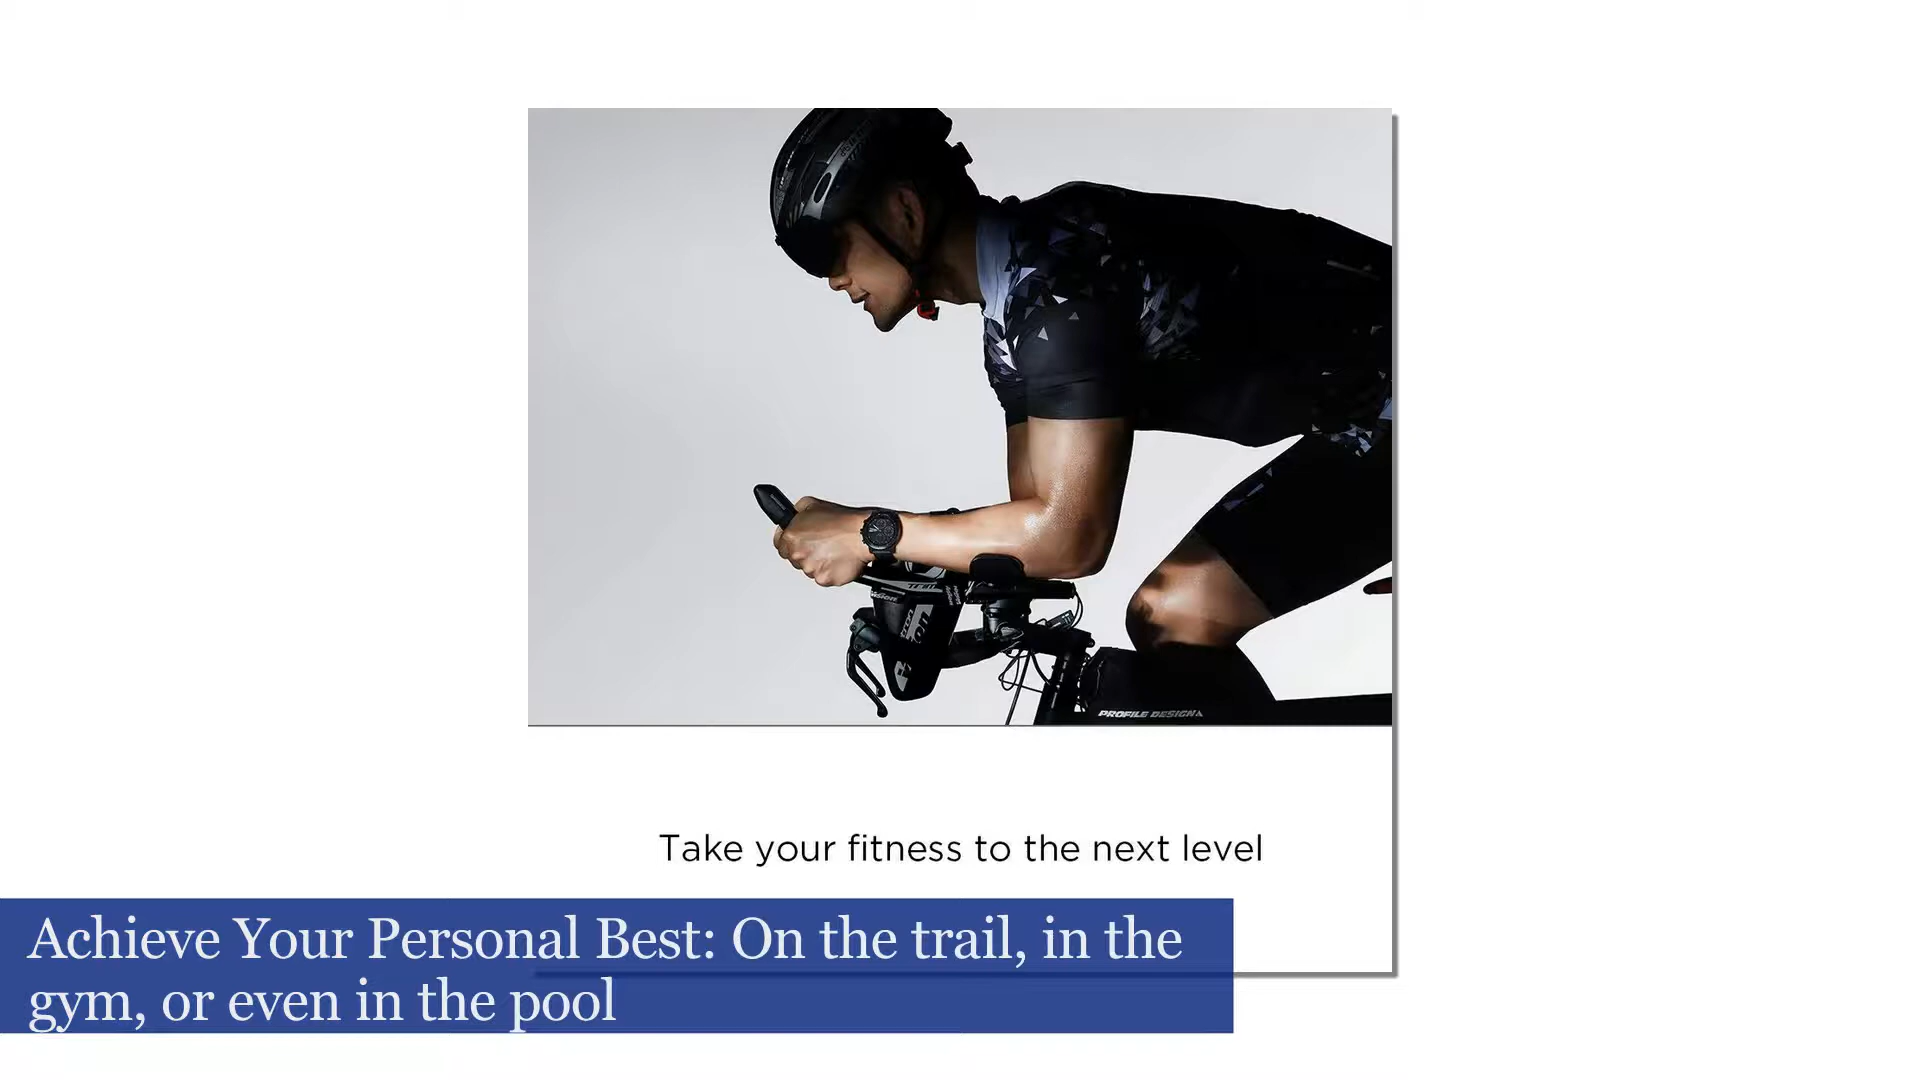 PROFILE DESIGN
Take your fitness to the next level
Achieve Your Personal Best: On the trail, in the
gym, or even in the pool